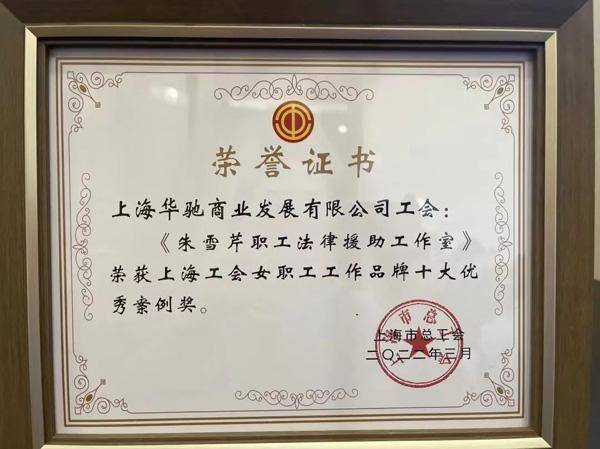 荣誉证书
上海华驰商业发展有限公司工会：
《朱雪芹职工法律援助工作室》
荣获上海工会女职工工作品牌十大优
秀案例奖。
上海市总工会
二〇二二年三月